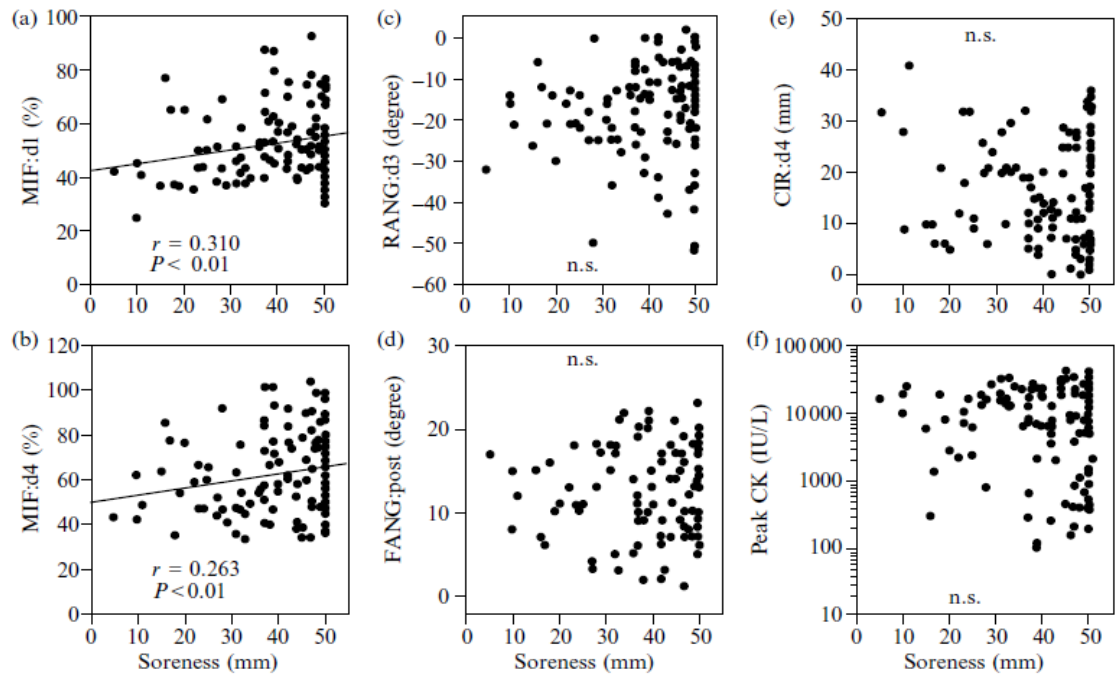 (a)
100
80
60
40
20
0
MIF:d1 (%)
r = 0.310
P < 0.01
0 10 20 30 40 50
(b)
120
100
80
60
40
20
0
MIF:d4 (%)
r = 0.263
P<0.01
0 10 20 30 40 50
Soreness (mm)
(c)
0
–10
–20
–30
–40
–50
–60
RANG:d3 (degree)
n.s.
0 10 20 30 40 50
(d)
30
20
10
0
FANG:post (degree)
n.s.
0 10 20 30 40 50
Soreness (mm)
(e)
50
40
30
20
10
0
CIR:d4 (mm)
n.s.
0 10 20 30 40 50
(f)
100 000
10 000
1000
100
10
Peak CK (IU/L)
n.s.
0 10 20 30 40 50
Soreness (mm)